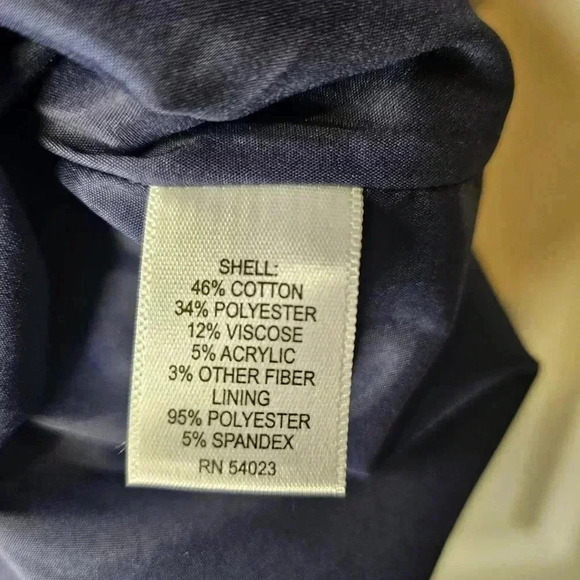 SHELL:
46% COTTON
34% POLYESTER
12% VISCOSE
5% ACRYLIC
3% OTHER FIBER
LINING
95% POLYESTER
5% SPANDEX
RN 54023